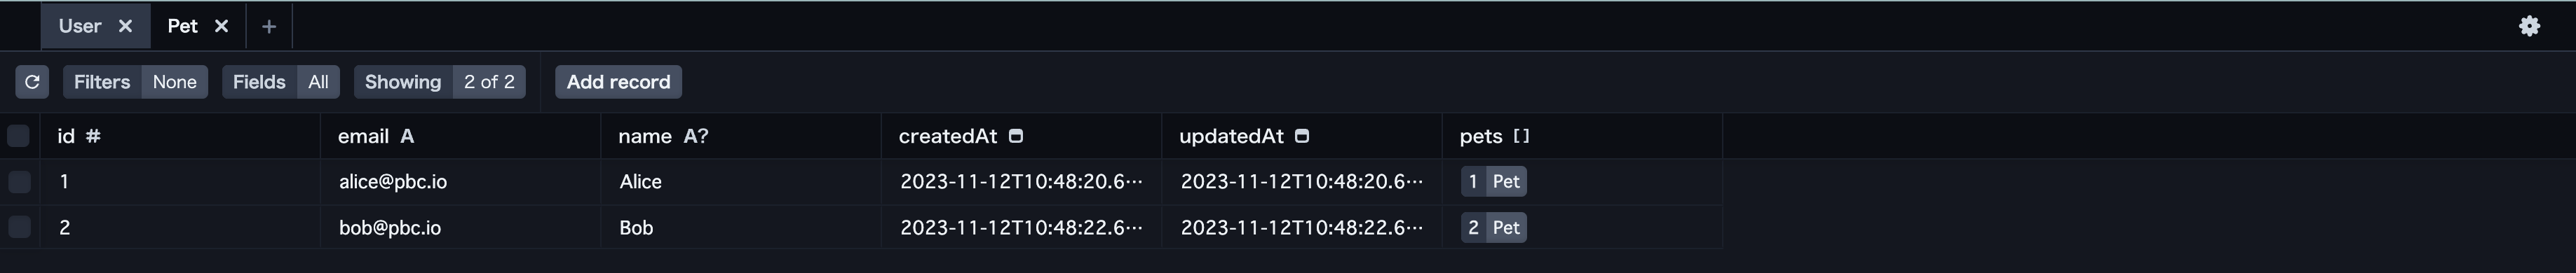 User ✕ Pet ✕ +
Filters None Fields All Showing 2 of 2 Add record
id # email A name A? createdAt updatedAt pets []
1 alice@pbc.io Alice 2023-11-12T10:48:20.6··· 2023-11-12T10:48:20.6··· 1 Pet
2 bob@pbc.io Bob 2023-11-12T10:48:22.6··· 2023-11-12T10:48:22.6··· 2 Pet